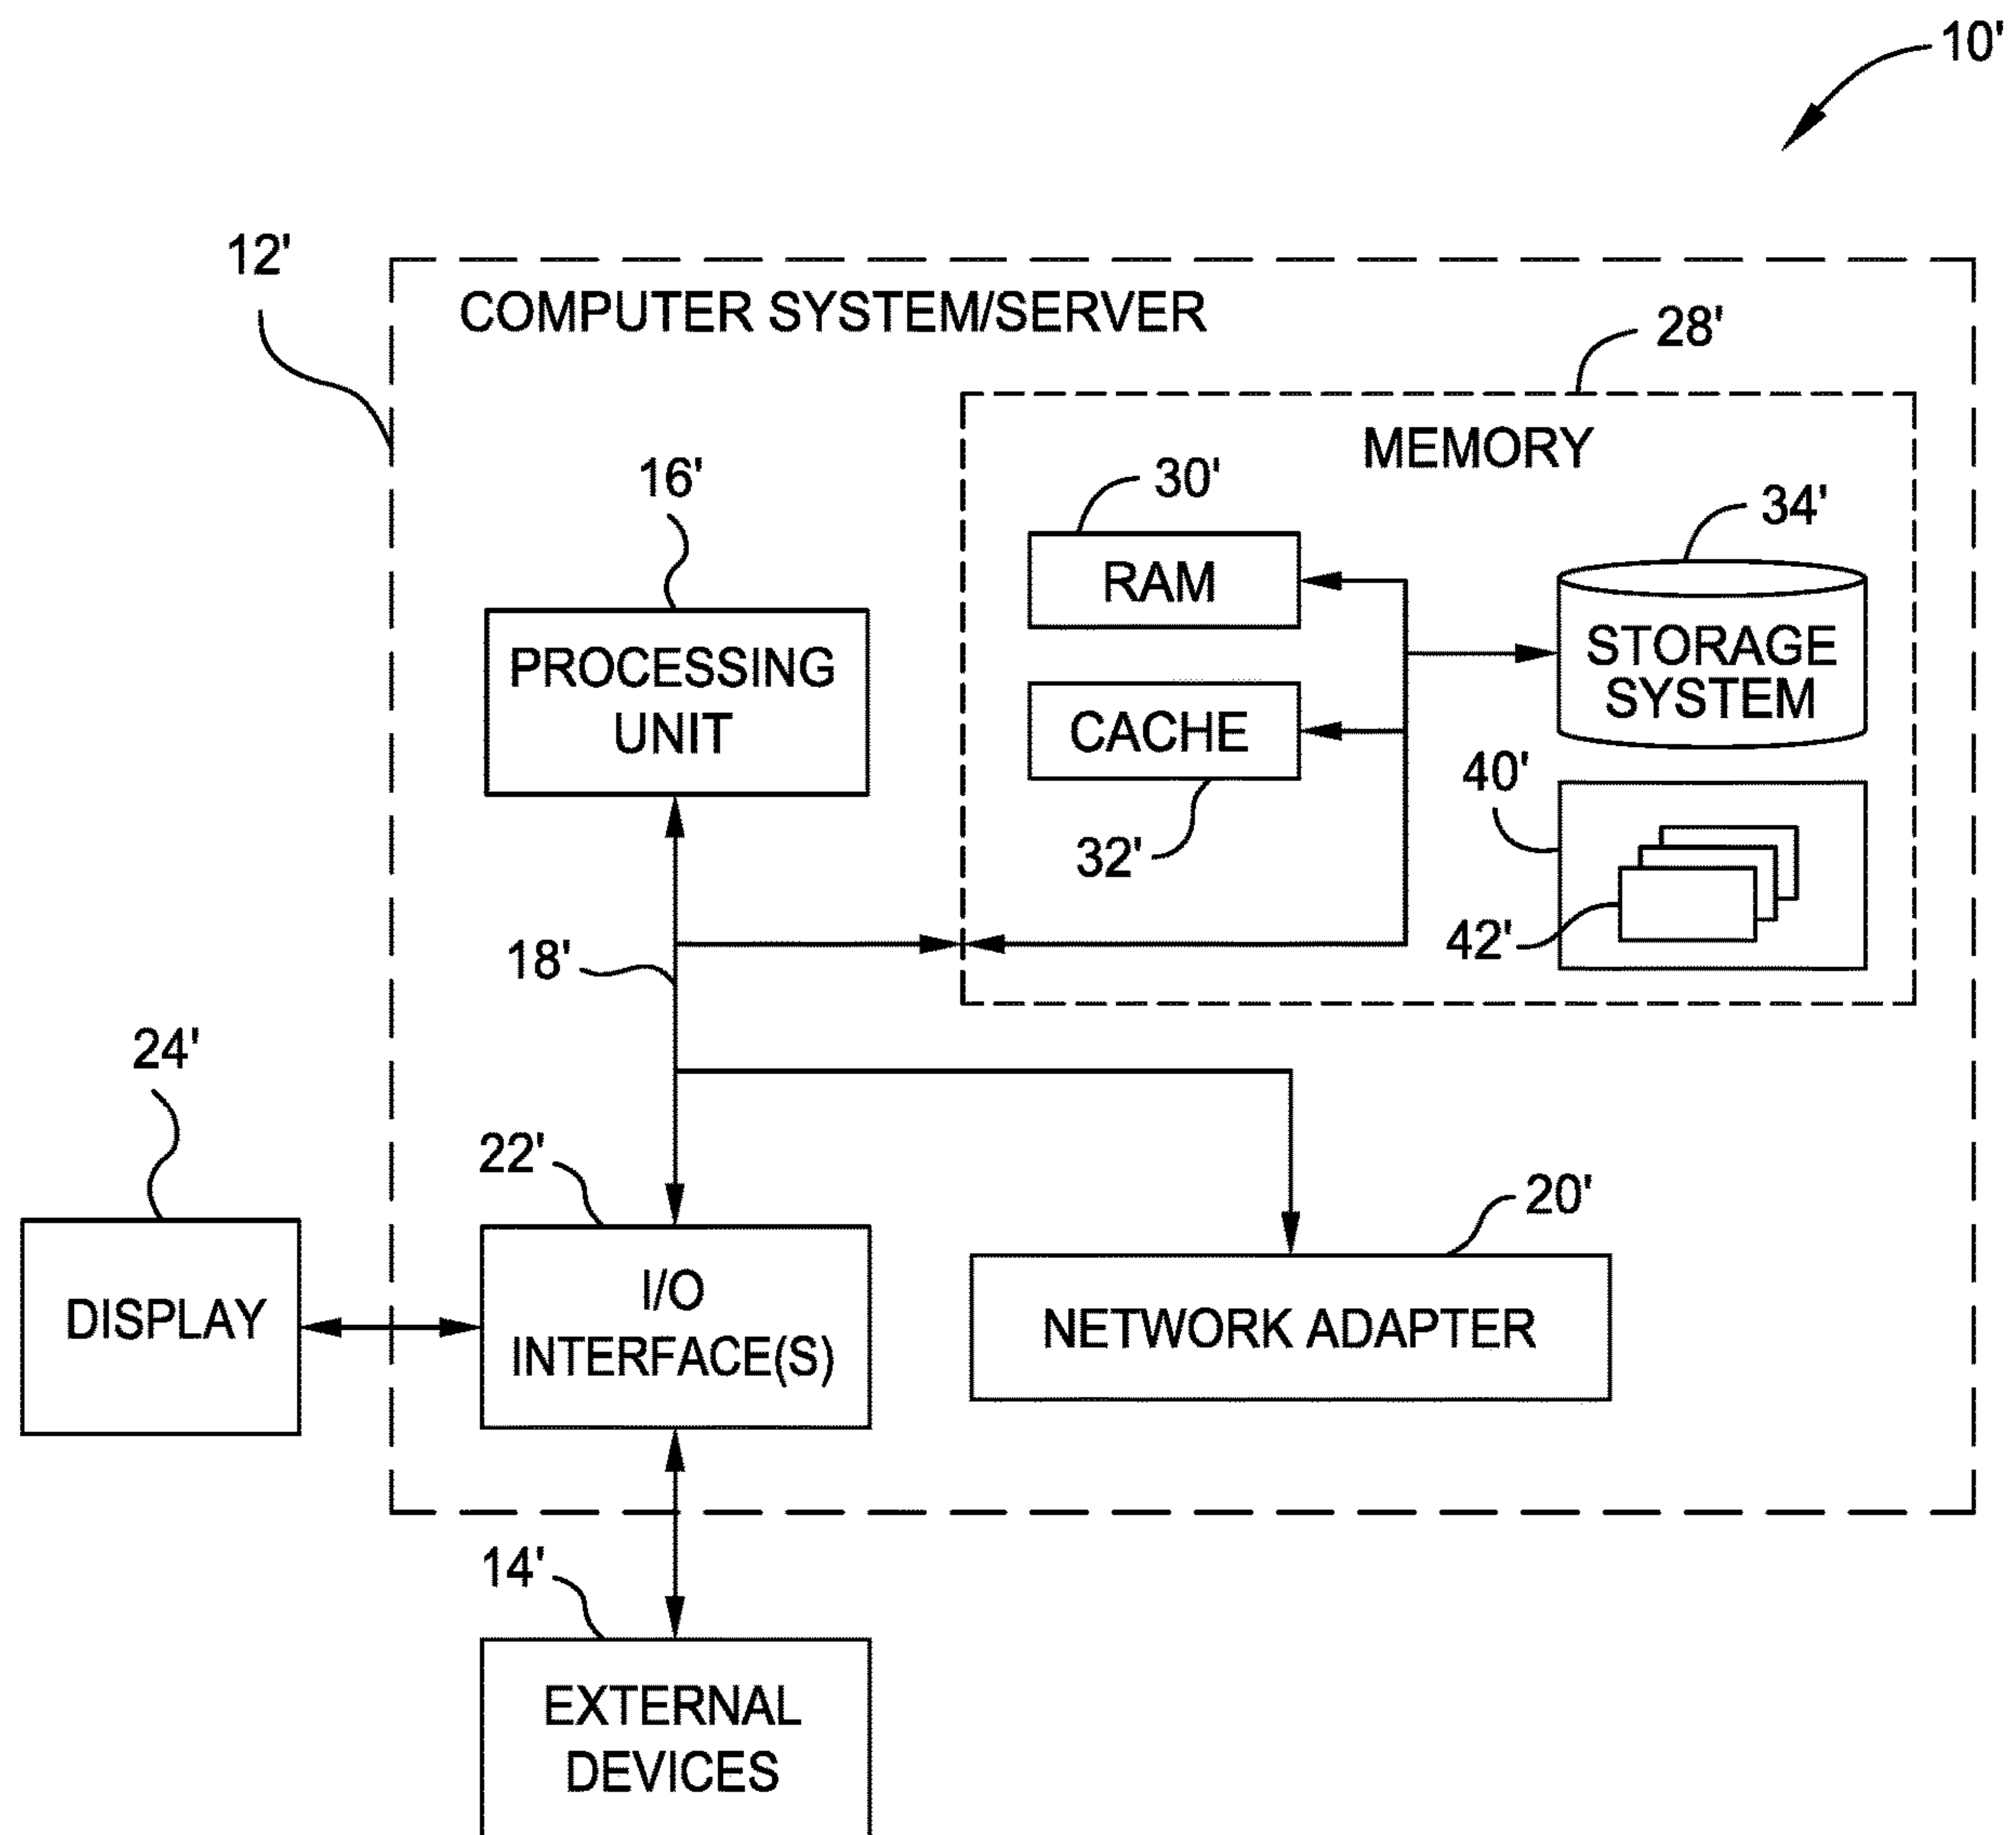 10'
12'
COMPUTER SYSTEM/SERVER
28'
MEMORY
16'
30'
34'
RAM
PROCESSING
UNIT
STORAGE
SYSTEM
CACHE
40'
32'
42'
18'
24'
22'
20'
DISPLAY
I/O
INTERFACE(S)
NETWORK ADAPTER
14'
EXTERNAL
DEVICES